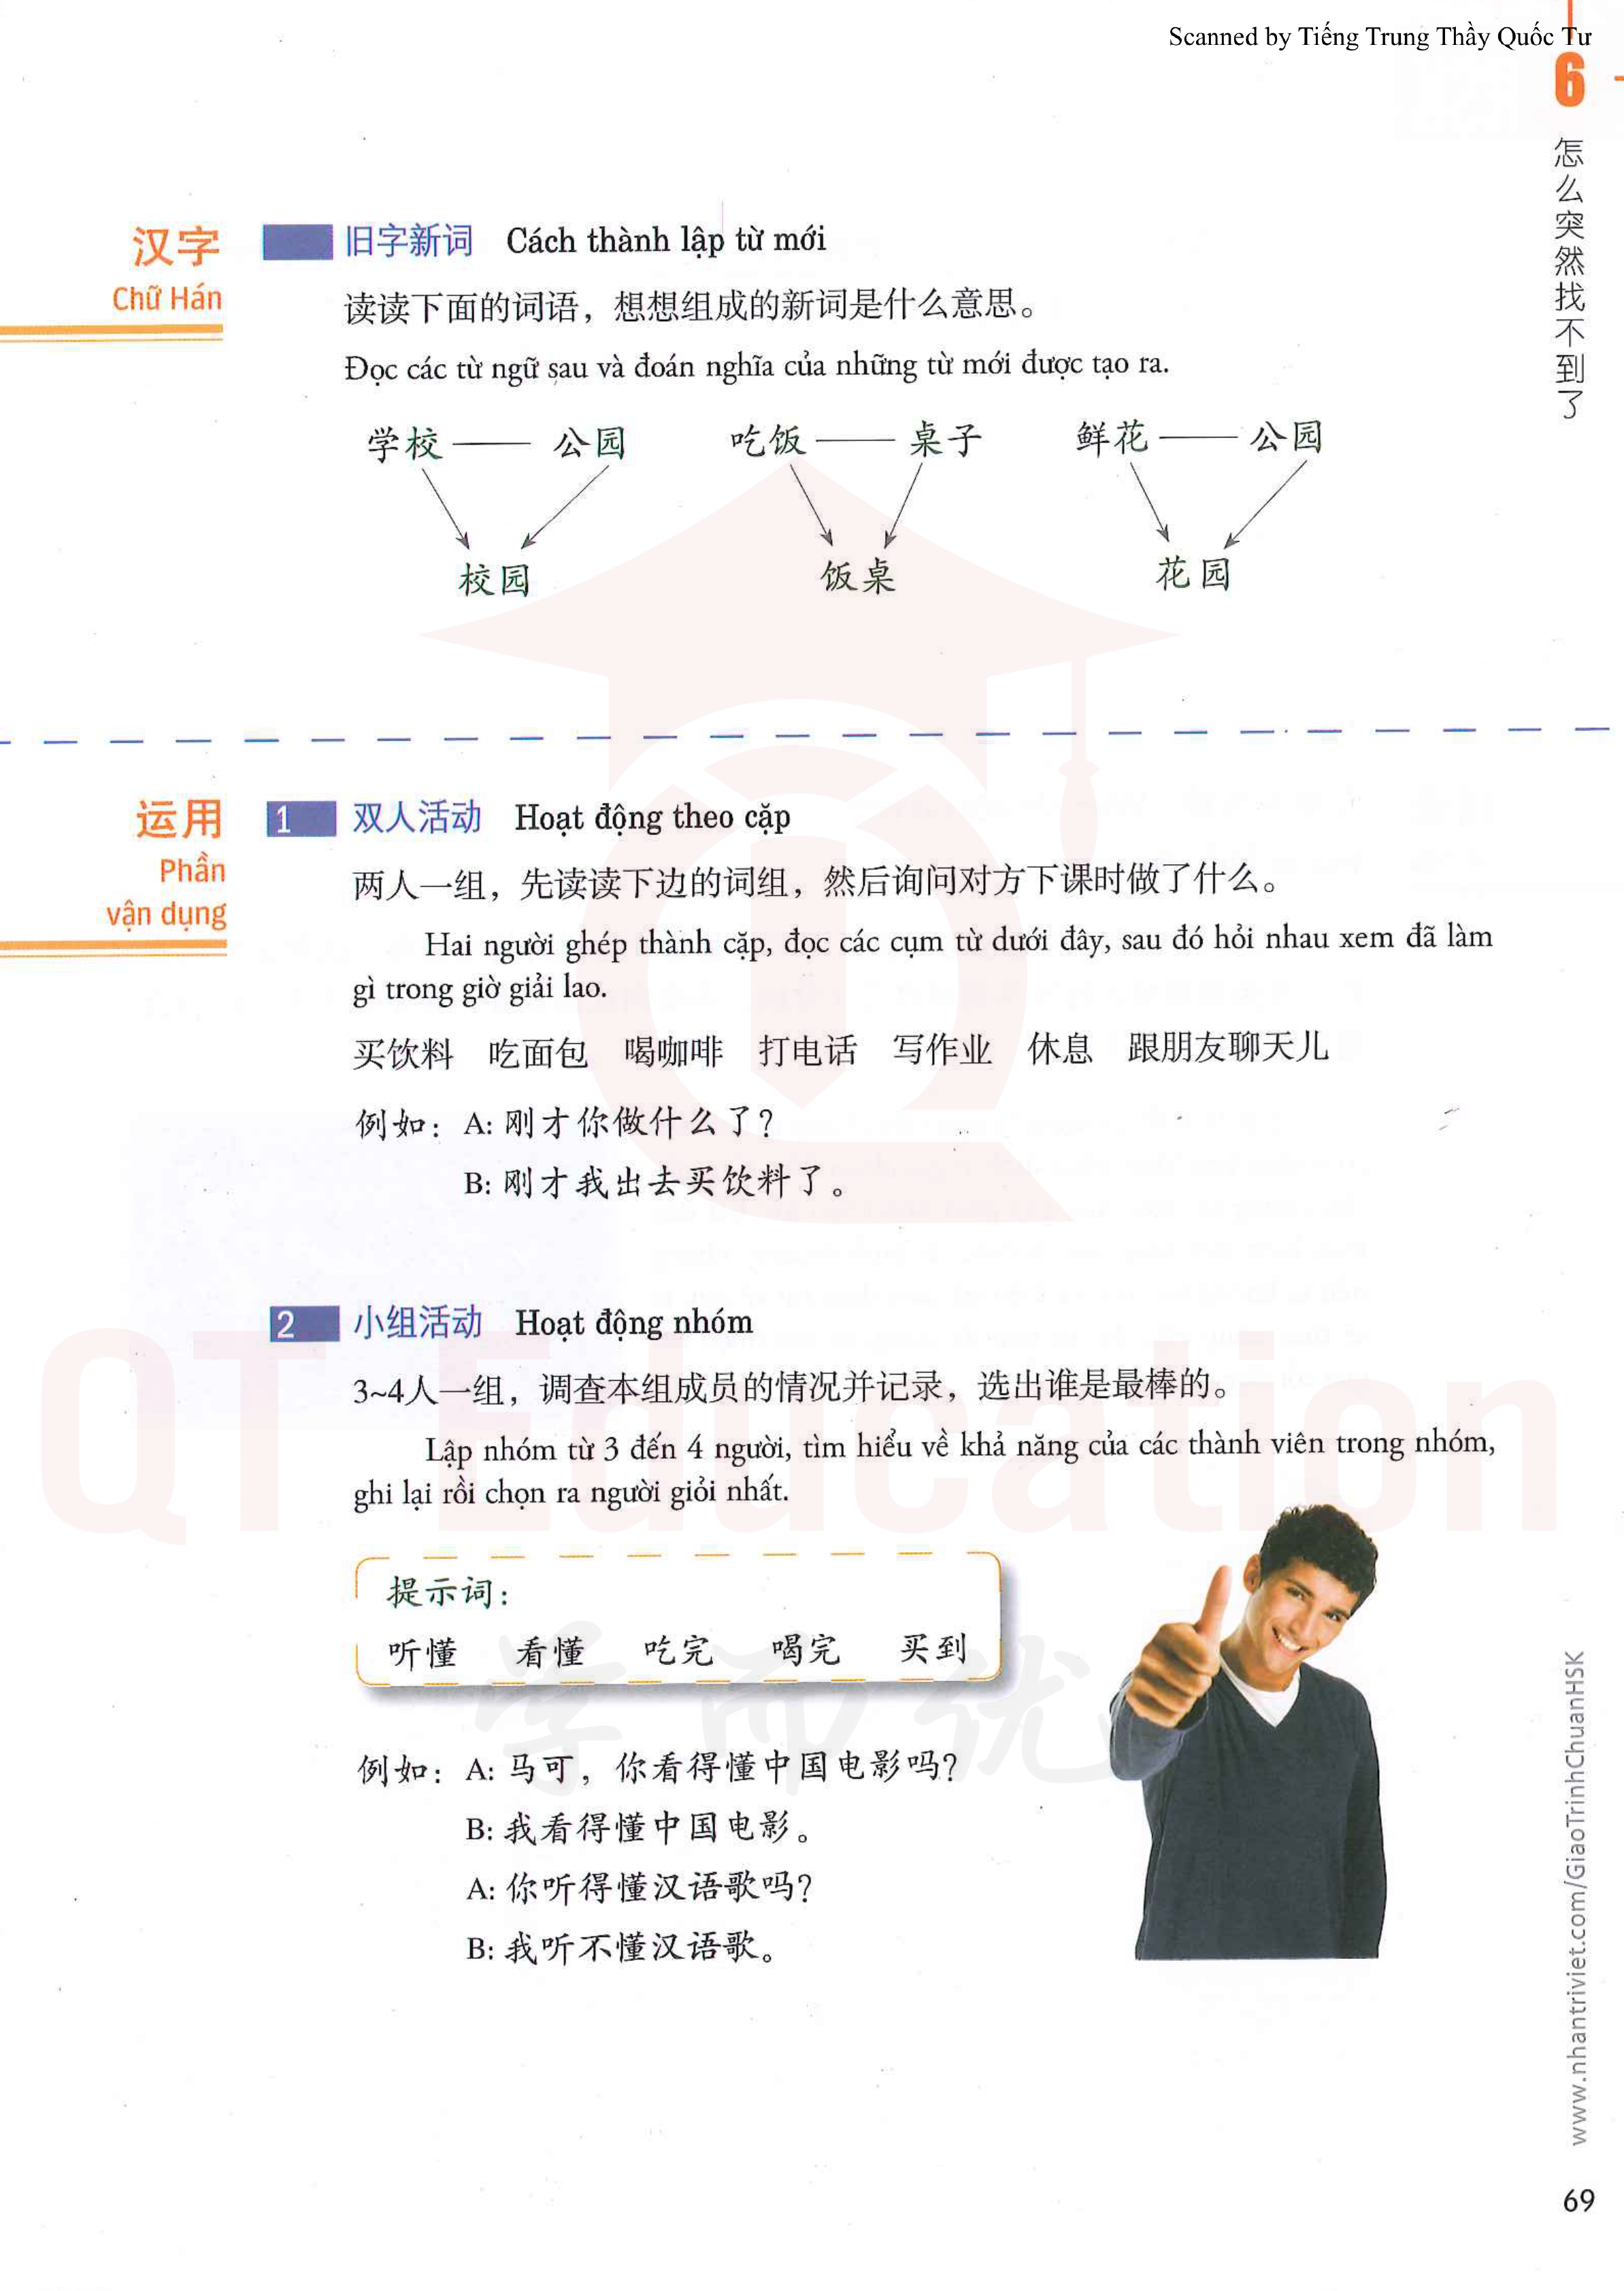 Scanned by Tiếng Trung Thầy Quốc Tư
6
怎么突然找不到了
汉字
Chữ Hán
旧字新词 Cách thành lập từ mới
读读下面的词语，想想组成的新词是什么意思。
Đọc các từ ngữ sau và đoán nghĩa của những từ mới được tạo ra.
学校 公园 吃饭 桌子 鲜花 公园
校园 饭桌 花园
运用
Phần
vận dụng
1 双人活动 Hoạt động theo cặp
两人一组，先读读下边的词组，然后询问对方下课时做了什么。
Hai người ghép thành cặp, đọc các cụm từ dưới đây, sau đó hỏi nhau xem đã làm
gì trong giờ giải lao.
买饮料 吃面包 喝咖啡 打电话 写作业 休息 跟朋友聊天儿
例如：A: 刚才你做什么了？
B: 刚才我出去买饮料了。
2 小组活动 Hoạt động nhóm
3~4人一组，调查本组成员的情况并记录，选出谁是最棒的。
Lập nhóm từ 3 đến 4 người, tìm hiểu về khả năng của các thành viên trong nhóm,
ghi lại rồi chọn ra người giỏi nhất.
提示词：
听懂 看懂 吃完 喝完 买到
例如：A: 马可，你看得懂中国电影吗？
B: 我看得懂中国电影。
A: 你听得懂汉语歌吗？
B: 我听不懂汉语歌。
QT Education
学而优
www.nhantriviet.com/GiaoTrinhChuanHSK
69